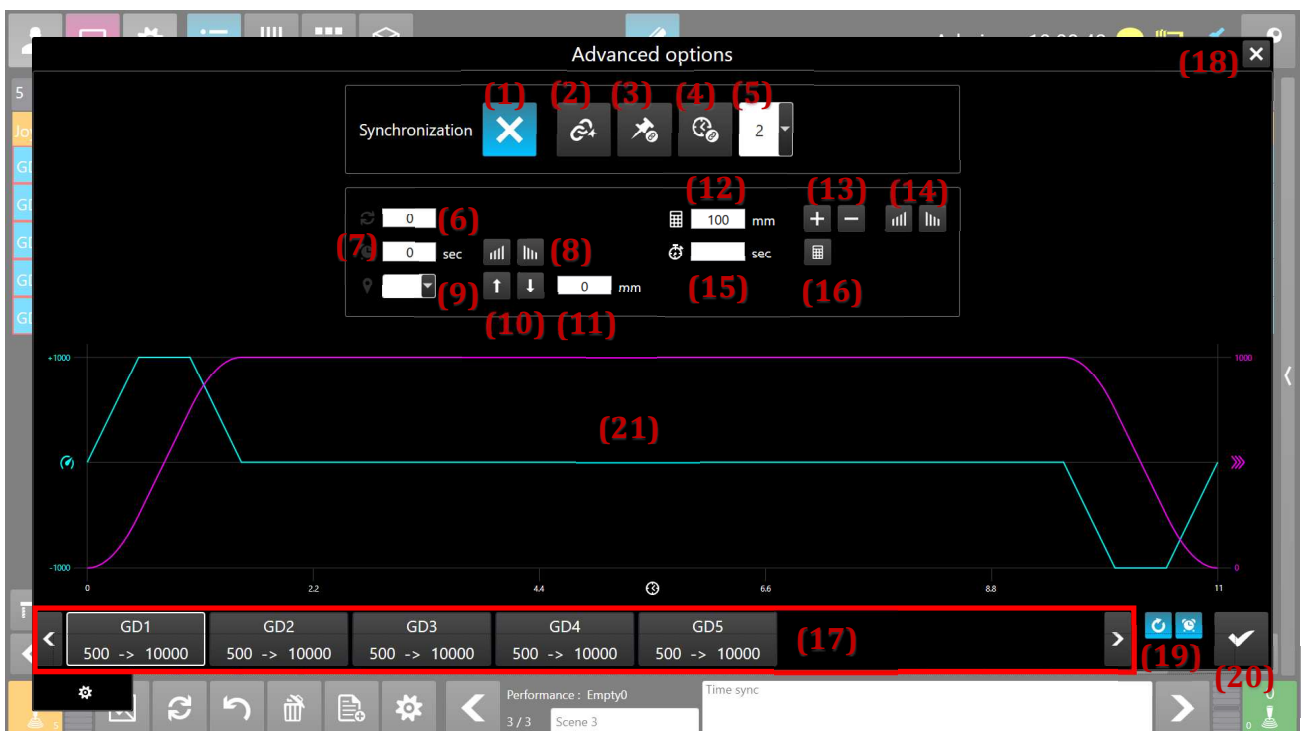 Advanced options
(18)
5
(1) (2) (3) (4) (5)
Synchronization
2
(12) (13) (14)
0 (6)
100 mm
(7) 0 sec (8)
sec
(9)
0 mm
(15) (16)
(10) (11)
+1000
1000
(21)
-1000
0
0
2.2
4.4
6.6
8.8
11
GD1
500 -> 10000
GD2
500 -> 10000
GD3
500 -> 10000
GD4
500 -> 10000
GD5
500 -> 10000
(17)
(19)
(20)
5
Performance : Empty0
3 / 3
Scene 3
Time sync
0